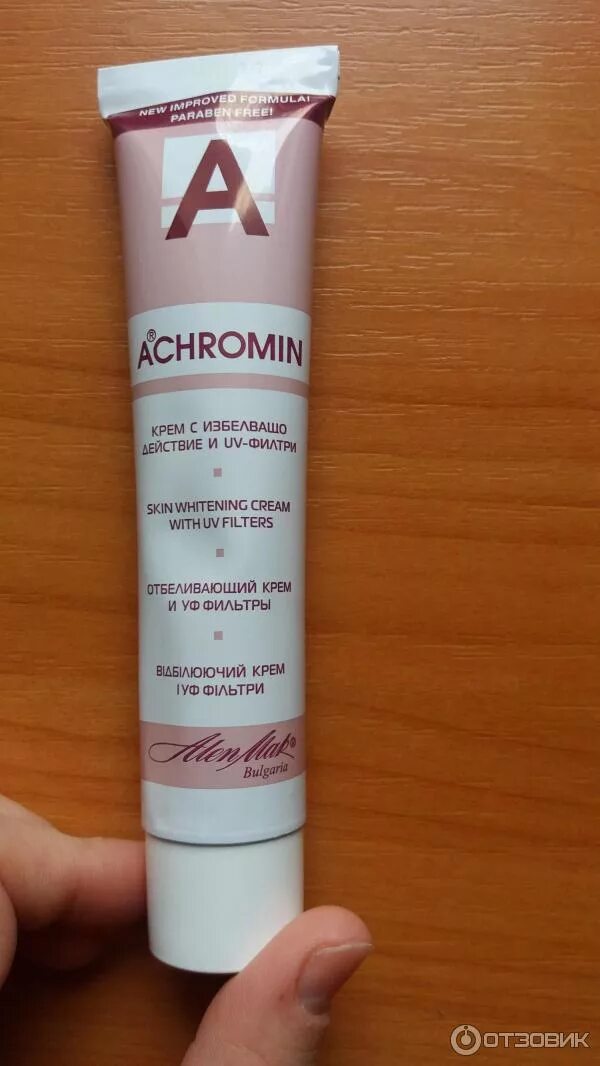 NEW IMPROVED FORMULA!
PARABEN FREE!
A
A®CHROMIN
КРЕМ С ИЗБЕЛВАЩО
ДЕЙСТВИЕ И UV-ФИЛТРИ
SKIN WHITENING CREAM
WITH UV FILTERS
ОТБЕЛИВАЮЩИЙ КРЕМ
И УФ ФИЛЬТРЫ
ВІДБІЛЮЮЧИЙ КРЕМ
І УФ ФІЛЬТРИ
Alen Mak®
Bulgaria
ОТЗОВИК